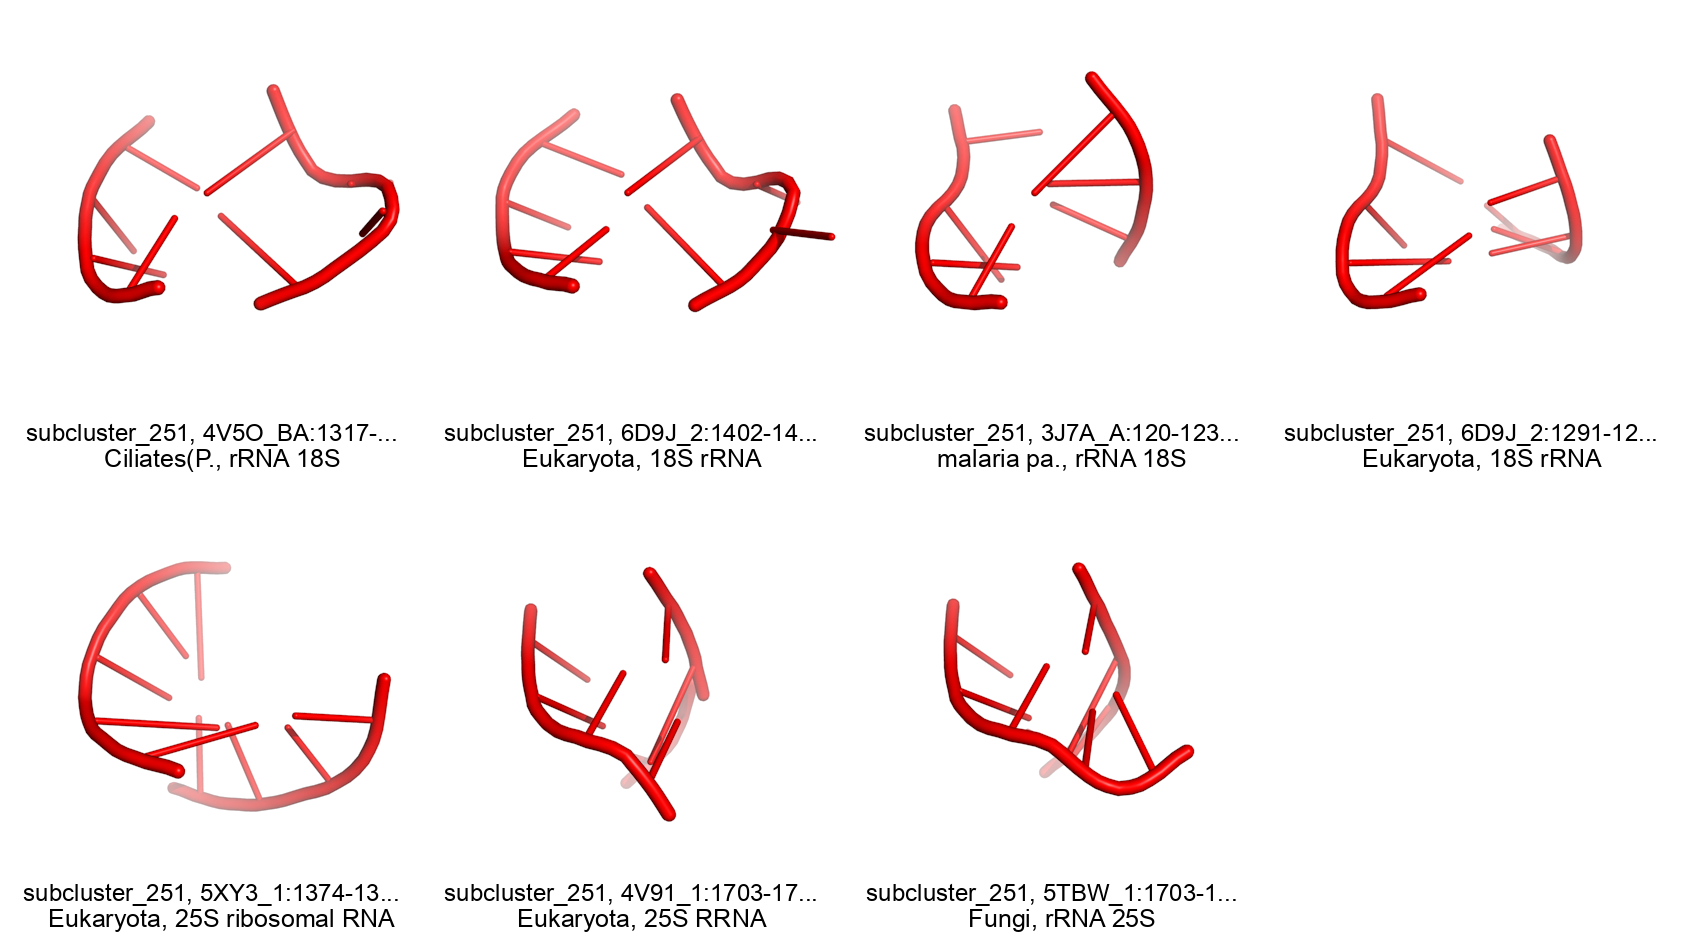 subcluster_251, 4V5O_BA:1317-...
Ciliates(P., rRNA 18S
subcluster_251, 6D9J_2:1402-14...
Eukaryota, 18S rRNA
subcluster_251, 3J7A_A:120-123...
malaria pa., rRNA 18S
subcluster_251, 6D9J_2:1291-12...
Eukaryota, 18S rRNA
subcluster_251, 5XY3_1:1374-13...
Eukaryota, 25S ribosomal RNA
subcluster_251, 4V91_1:1703-17...
Eukaryota, 25S RRNA
subcluster_251, 5TBW_1:1703-1...
Fungi, rRNA 25S